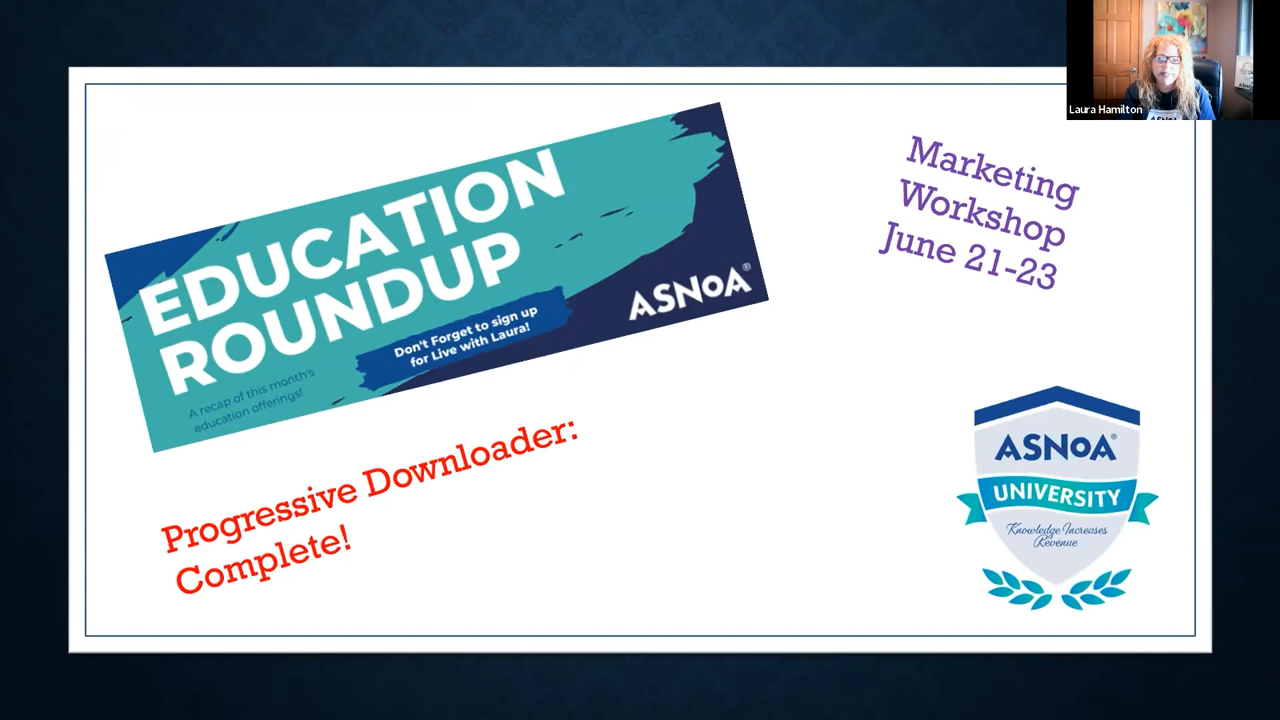 Laura Hamilton
ASNOA
EDUCATION
ROUNDUP
Don't Forget to sign up
for Live with Laura!
ASNOA®
A recap of this month's
education offerings!
Marketing
Workshop
June 21-23
Progressive Downloader:
Complete!
ASNOA®
UNIVERSITY
Knowledge Increases
Revenue